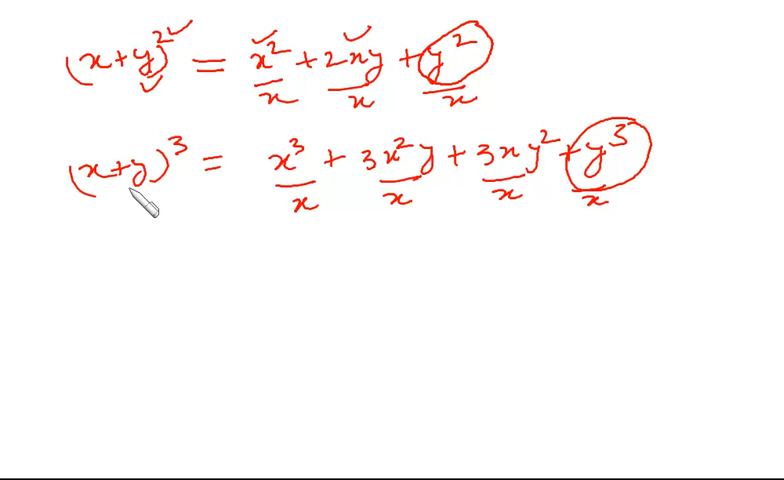 (x+y)² = x² + 2xy + y²
x x x
(x+y)³ = x³ + 3x²y + 3xy² + y³
x x x x